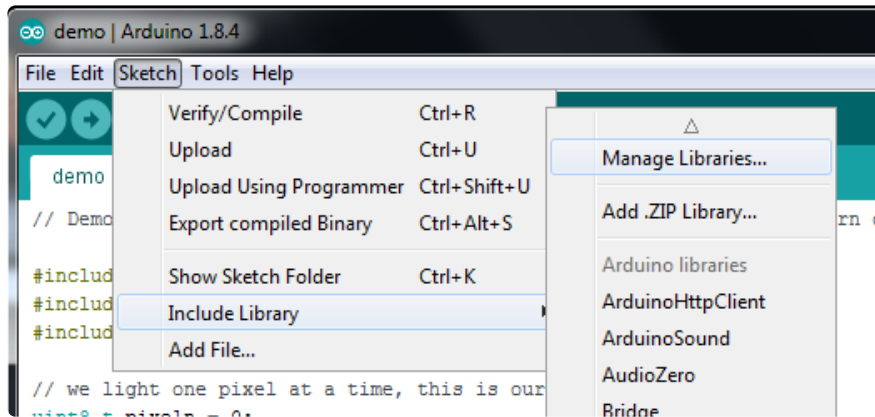 demo | Arduino 1.8.4
File Edit Sketch Tools Help
Verify/Compile Ctrl+R
Upload Ctrl+U
Upload Using Programmer Ctrl+Shift+U
Export compiled Binary Ctrl+Alt+S
Show Sketch Folder Ctrl+K
Include Library
Add File...
Manage Libraries...
Add .ZIP Library...
Arduino libraries
ArduinoHttpClient
ArduinoSound
AudioZero
Bridge
demo
// Demo
#includ
#includ
#includ
// we light one pixel at a time, this is our
uint8_t pixeln = 0;